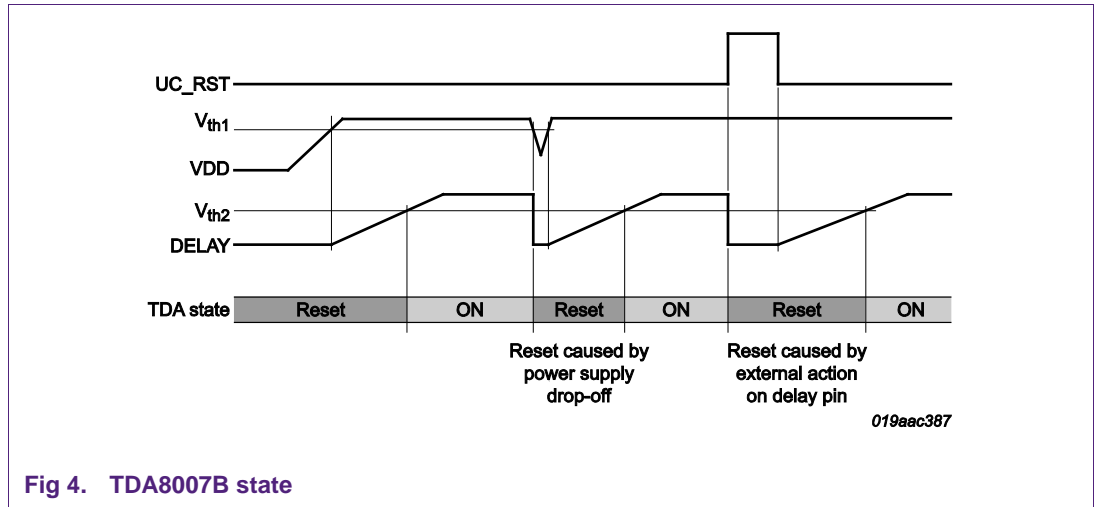 UC_RST
Vth1
VDD
Vth2
DELAY
TDA state Reset ON Reset ON Reset ON
Reset caused by
power supply
drop-off
Reset caused by
external action
on delay pin
019aac387
Fig 4. TDA8007B state